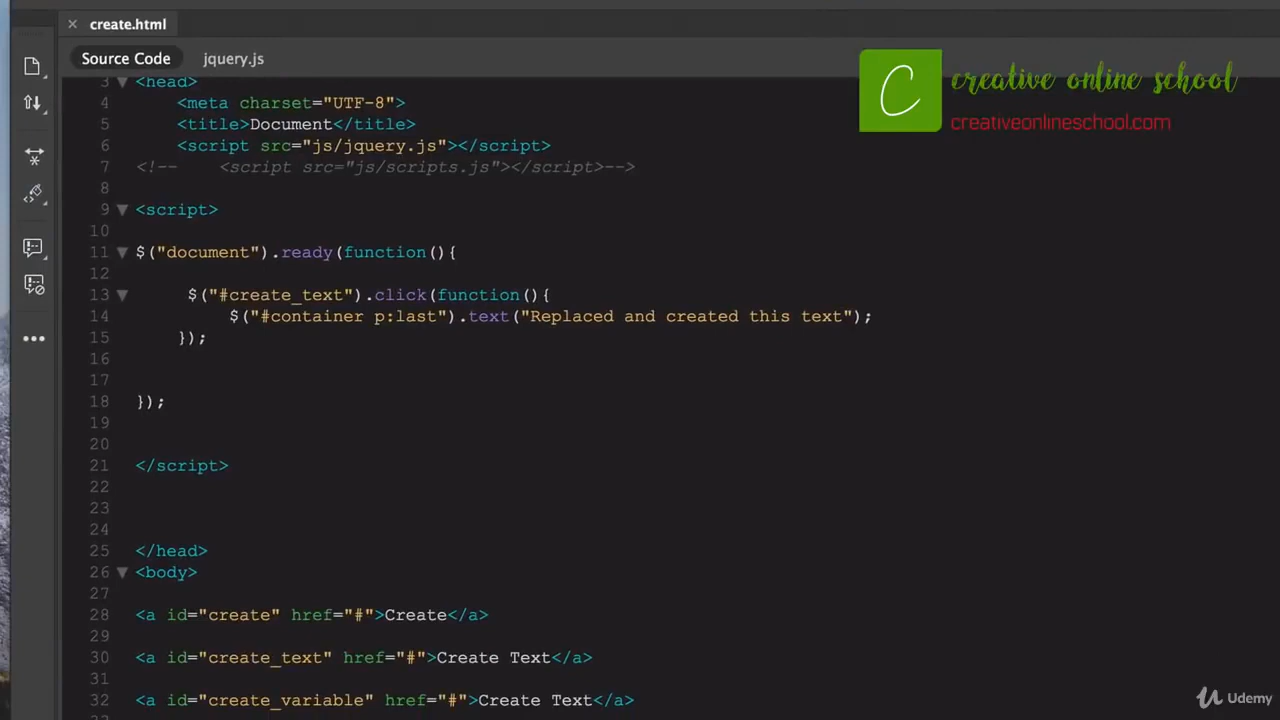 create.html
Source Code jquery.js
creative online school
creativeonlineschool.com
3 <head>
4 <meta charset="UTF-8">
5 <title>Document</title>
6 <script src="js/jquery.js"></script>
7 <!-- <script src="js/scripts.js"></script>-->
8
9 <script>
10
11 $("document").ready(function(){
12
13 $("#create_text").click(function(){
14 $("#container p:last").text("Replaced and created this text");
15 });
16
17
18 });
19
20
21 </script>
22
23
24
25 </head>
26 <body>
27
28 <a id="create" href="#">Create</a>
29
30 <a id="create_text" href="#">Create Text</a>
31
32 <a id="create_variable" href="#">Create Text</a>
33
Udemy